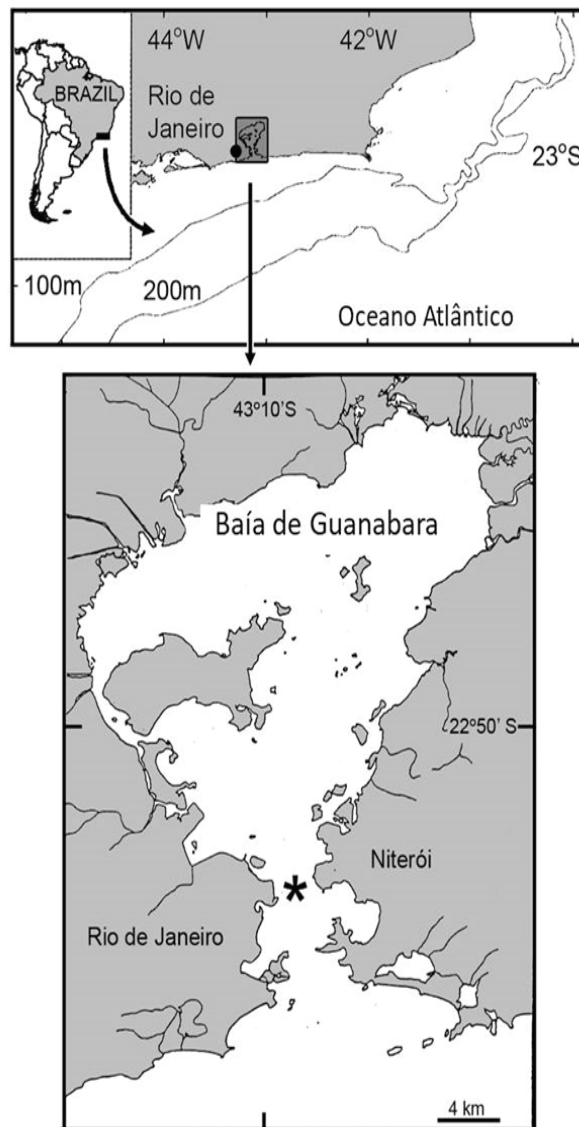 44°W
42°W
BRAZIL
Rio de
Janeiro
23°S
100m
200m
Oceano Atlântico
43°10'S
Baía de Guanabara
22°50' S
Niterói
*
Rio de Janeiro
4 km